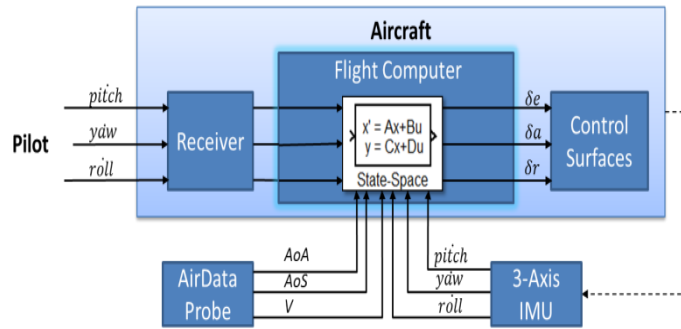 Aircraft
Flight Computer
Pilot
pitch
yaw
roll
Receiver
x' = Ax+Bu
y = Cx+Du
State-Space
δe
δa
δr
Control
Surfaces
AirData
Probe
AoA
AoS
V
pitch
yaw
roll
3-Axis
IMU